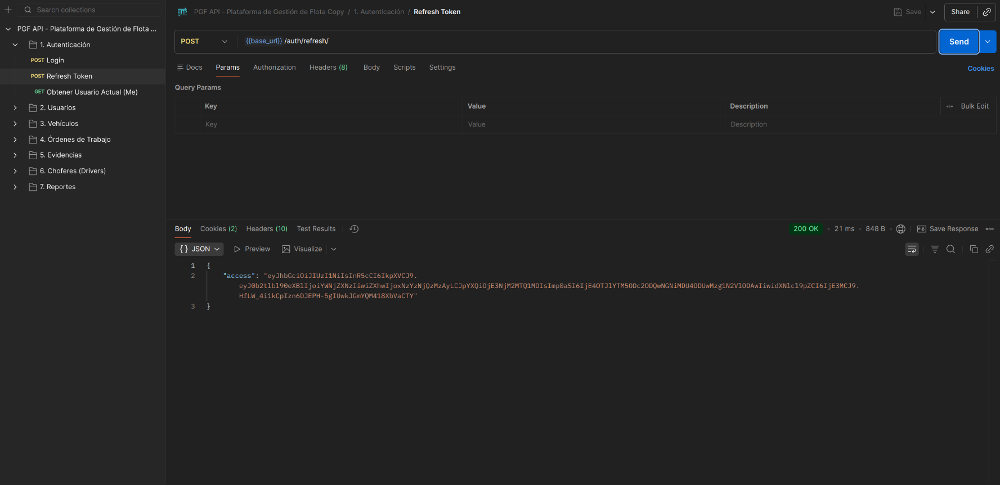 Search collections
PGF API - Plataforma de Gestión de Flota ...
1. Autenticación
POST Login
POST Refresh Token
GET Obtener Usuario Actual (Me)
2. Usuarios
3. Vehículos
4. Órdenes de Trabajo
5. Evidencias
6. Choferes (Drivers)
7. Reportes
HTTP PGF API - Plataforma de Gestión de Flota Copy / 1. Autenticación / Refresh Token
Save Share
POST {{base_url}} /auth/refresh/ Send
Docs Params Authorization Headers (8) Body Scripts Settings Cookies
Query Params
Key Value Description Bulk Edit
Key Value Description
Body Cookies (2) Headers (10) Test Results 200 OK 21 ms 848 B e.g. Save Response
{} JSON Preview Visualize
1 {
2 "access": "eyJhbGciOiJIUzI1NiIsInR5cCI6IkpXVCJ9.
eyJ0b2tlbl90eXBlIjoiYWNjZXNzIiwiZXhwIjoxNzYzNjQzMzAyLCJpYXQiOjE3NjM2MTQ1MDIsImp0aSI6IjE4OTJlYTM5ODc2ODQwNGNiMDU4ODUwMzg1N2VlODAwIiwidXNlcl9pZCI6IjE3MCJ9.
HfLW_4i1kCpIzn6DJEPH-5gIUwkJGmYQM418XbVaCTY"
3 }